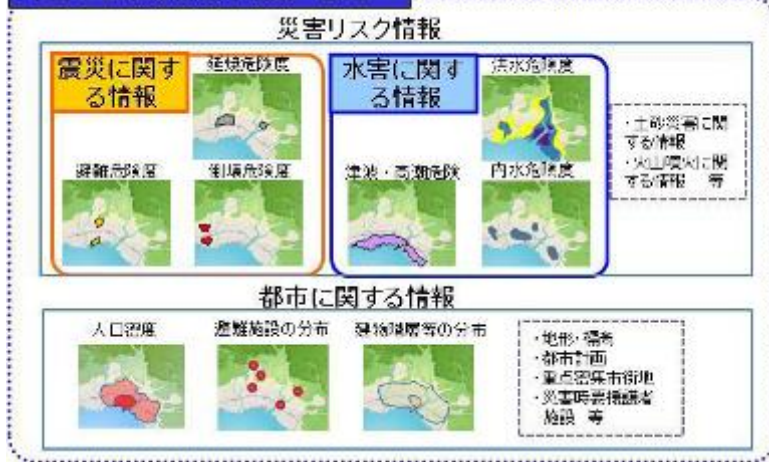 災害リスク情報
震災に関す
る情報
延焼危険度
避難危険度
倒壊危険度
水害に関す
る情報
洪水危険度
津波・高潮危険
内水危険度
・土砂災害に関
する情報
・火山噴火に関
する情報 等
都市に関する情報
人口密度
避難施設の分布
建物階層等の分布
・地形・標高
・都市計画
・重点密集市街地
・災害時要援護者
施設 等